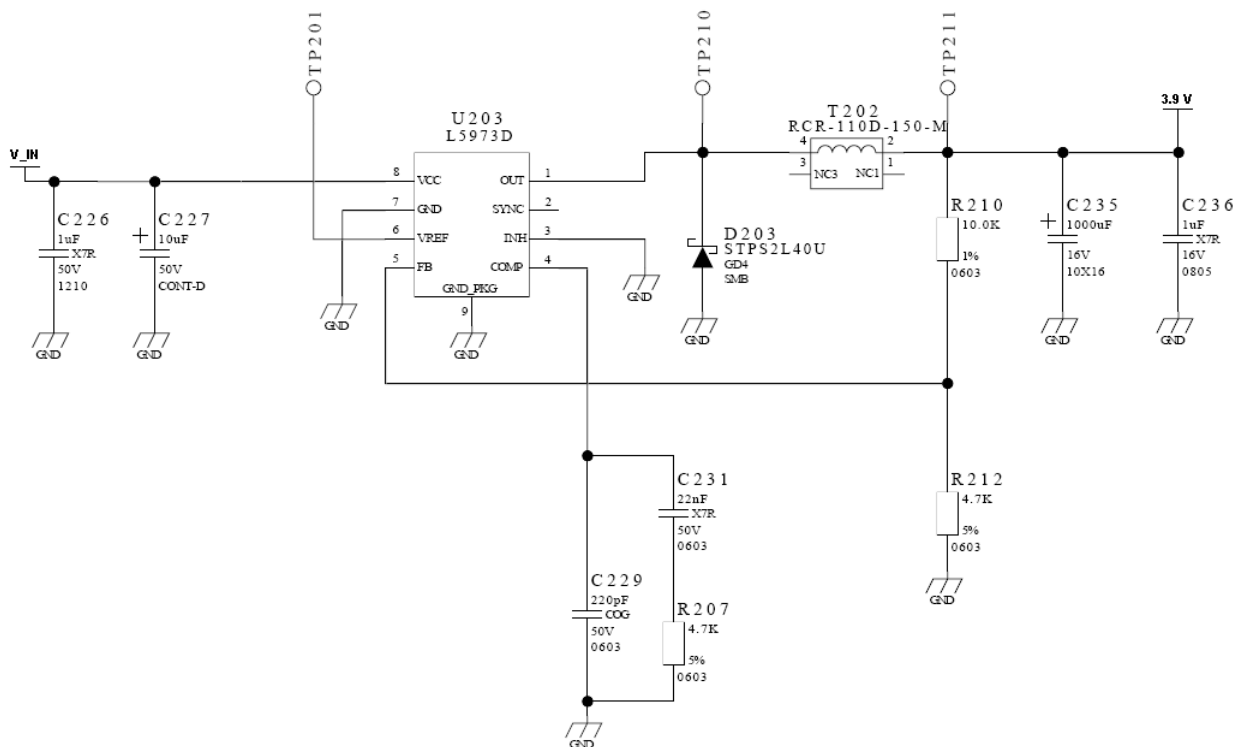 TP201
TP210
TP211
U203
L5973D
T202
RCR-110D-150-M
3.9 V
V_IN
8 VCC
7 GND
6 VREF
5 FB
OUT 1
SYNC 2
INH 3
COMP 4
GND_PKG
9
4
3
NC3
NC1
2
1
C226
1uF
X7R
50V
1210
C227
+
10uF
50V
CONT-D
D203
STPS2L40U
GD4
SMB
R210
10.0K
1%
0603
C235
+
1000uF
16V
10X16
C236
1uF
X7R
16V
0805
GND
GND
GND
GND
GND
GND
GND
GND
C231
22nF
X7R
50V
0603
R212
4.7K
5%
0603
GND
C229
220pF
COG
50V
0603
R207
4.7K
5%
0603
GND